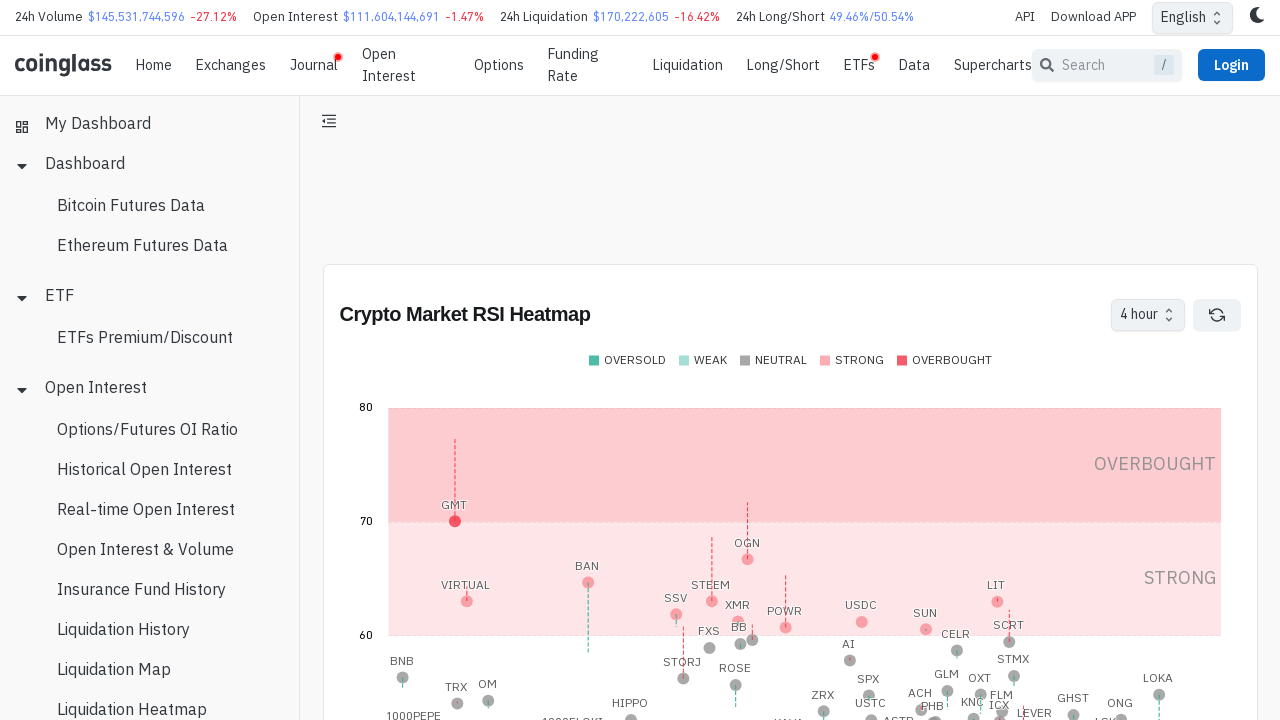 24h Volume $145,531,744,596 -27.12% Open Interest $111,604,144,691 -1.47% 24h Liquidation $170,222,605 -16.42% 24h Long/Short 49.46%/50.54% API Download APP English
coinglass Home Exchanges Journal Open Interest Options Funding Rate Liquidation Long/Short ETFs Data Supercharts Search / Login
My Dashboard
Dashboard
Bitcoin Futures Data
Ethereum Futures Data
ETF
ETFs Premium/Discount
Open Interest
Options/Futures OI Ratio
Historical Open Interest
Real-time Open Interest
Open Interest & Volume
Insurance Fund History
Liquidation History
Liquidation Map
Liquidation Heatmap
Crypto Market RSI Heatmap 4 hour
OVERSOLD WEAK NEUTRAL STRONG OVERBOUGHT
80
OVERBOUGHT
GMT
70
OGN
BAN
STRONG
VIRTUAL STEEM LIT
SSV XMR USDC
POWR SUN
BB SCRT
60 FXS CELR
AI
BNB STORJ STMX
ROSE GLM OXT SPX LOKA
TRX OM
HIPPO ZRX USTC ACH PHB KNC FLM ICX GHST ONG
1000PEPE LEVER